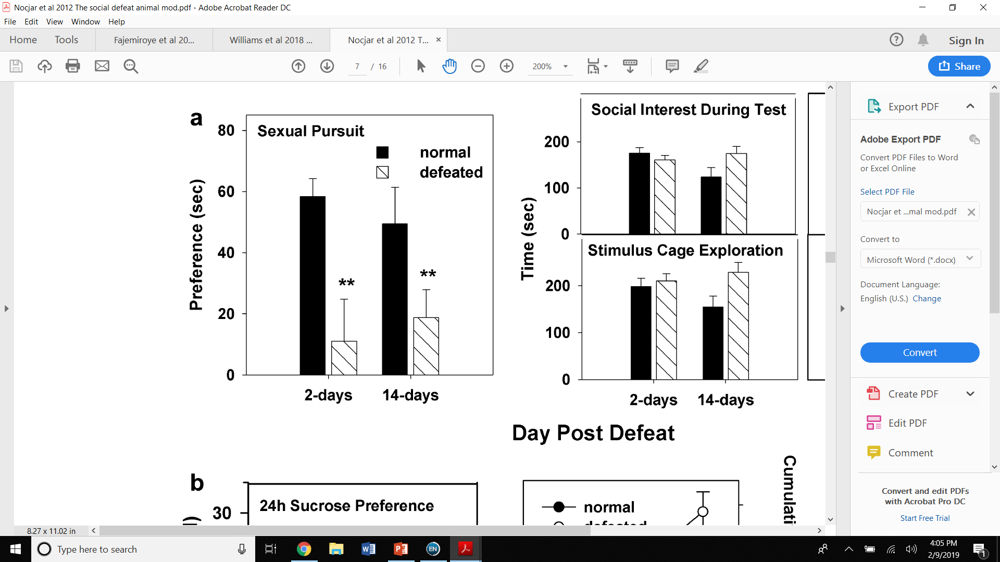 Nocjar et al 2012 The social defeat animal mod.pdf - Adobe Acrobat Reader DC
File Edit View Window Help
Home Tools Fajemiroye et al 20... Williams et al 2018 ... Nocjar et al 2012 T... ×
Sign In
7 / 16 200%
Share
a
Sexual Pursuit
normal
defeated
Preference (sec)
80
60
40
20
0
**
**
2-days 14-days
Social Interest During Test
Time (sec)
200
100
0
Stimulus Cage Exploration
200
100
0
2-days 14-days
Day Post Defeat
b
24h Sucrose Preference
30
normal
defeated
Cumulati
8.27 x 11.02 in
Export PDF
Adobe Export PDF
Convert PDF Files to Word
or Excel Online
Select PDF File
Nocjar et ...mal mod.pdf
Convert to
Microsoft Word (*.docx)
Document Language:
English (U.S.) Change
Convert
Create PDF
Edit PDF
Comment
Convert and edit PDFs
with Acrobat Pro DC
Start Free Trial
Type here to search
EN
4:05 PM
2/9/2019
1